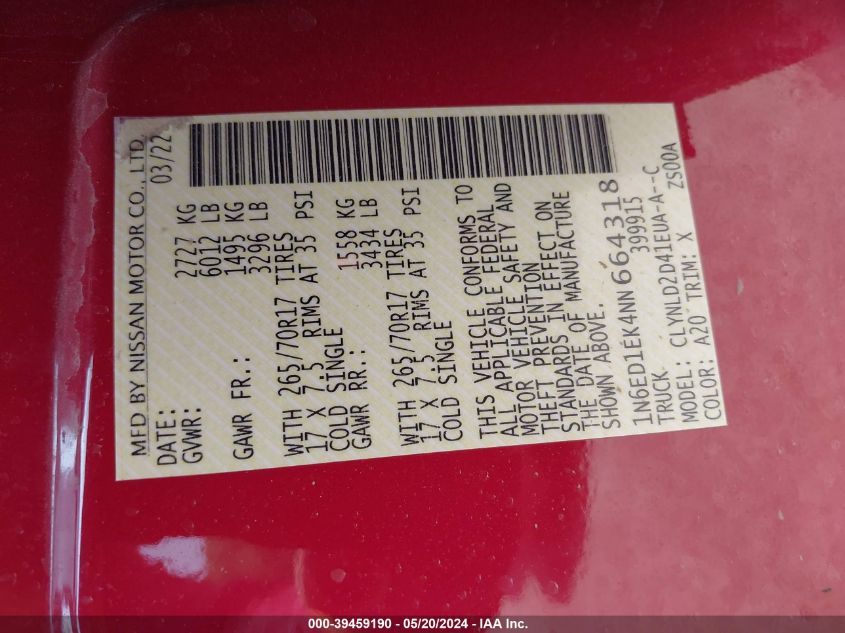 MFD BY NISSAN MOTOR CO., LTD.
DATE: 03/22
GVWR: 2727 KG
6012 LB
GAWR FR.: 1495 KG
3296 LB
WITH 265/70R17 TIRES
17 X 7.5 RIMS AT 35 PSI
COLD SINGLE
GAWR RR.: 1558 KG
3434 LB
WITH 265/70R17 TIRES
17 X 7.5 RIMS AT 35 PSI
COLD SINGLE
THIS VEHICLE CONFORMS TO
ALL APPLICABLE FEDERAL
MOTOR VEHICLE SAFETY AND
THEFT PREVENTION
STANDARDS IN EFFECT ON
THE DATE OF MANUFACTURE
SHOWN ABOVE.
1N6ED1EK4NN664318
TRUCK 399915
MODEL: CLYNLD2D41EUA-A--C
COLOR: A20 TRIM: X ZS00A
000-39459190 - 05/20/2024 - IAA Inc.